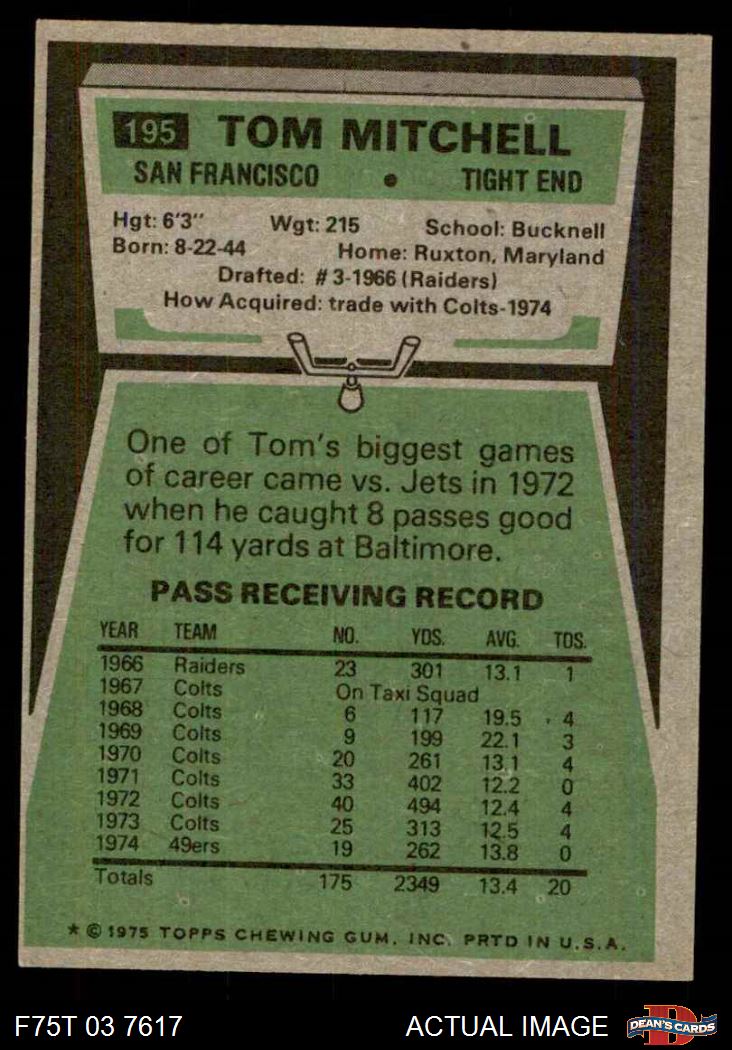 195 TOM MITCHELL
SAN FRANCISCO • TIGHT END
Hgt: 6'3" Wgt: 215 School: Bucknell
Born: 8-22-44 Home: Ruxton, Maryland
Drafted: #3-1966 (Raiders)
How Acquired: trade with Colts-1974
One of Tom's biggest games
of career came vs. Jets in 1972
when he caught 8 passes good
for 114 yards at Baltimore.
PASS RECEIVING RECORD
YEAR TEAM NO. YDS. AVG. TDS.
1966 Raiders 23 301 13.1 1
1967 Colts On Taxi Squad
1968 Colts 6 117 19.5 4
1969 Colts 9 199 22.1 3
1970 Colts 20 261 13.1 4
1971 Colts 33 402 12.2 0
1972 Colts 40 494 12.4 4
1973 Colts 25 313 12.5 4
1974 49ers 19 262 13.8 0
Totals 175 2349 13.4 20
* © 1975 TOPPS CHEWING GUM, INC. PRTD IN U.S.A.
F75T 03 7617 ACTUAL IMAGE DEAN'S CARDS